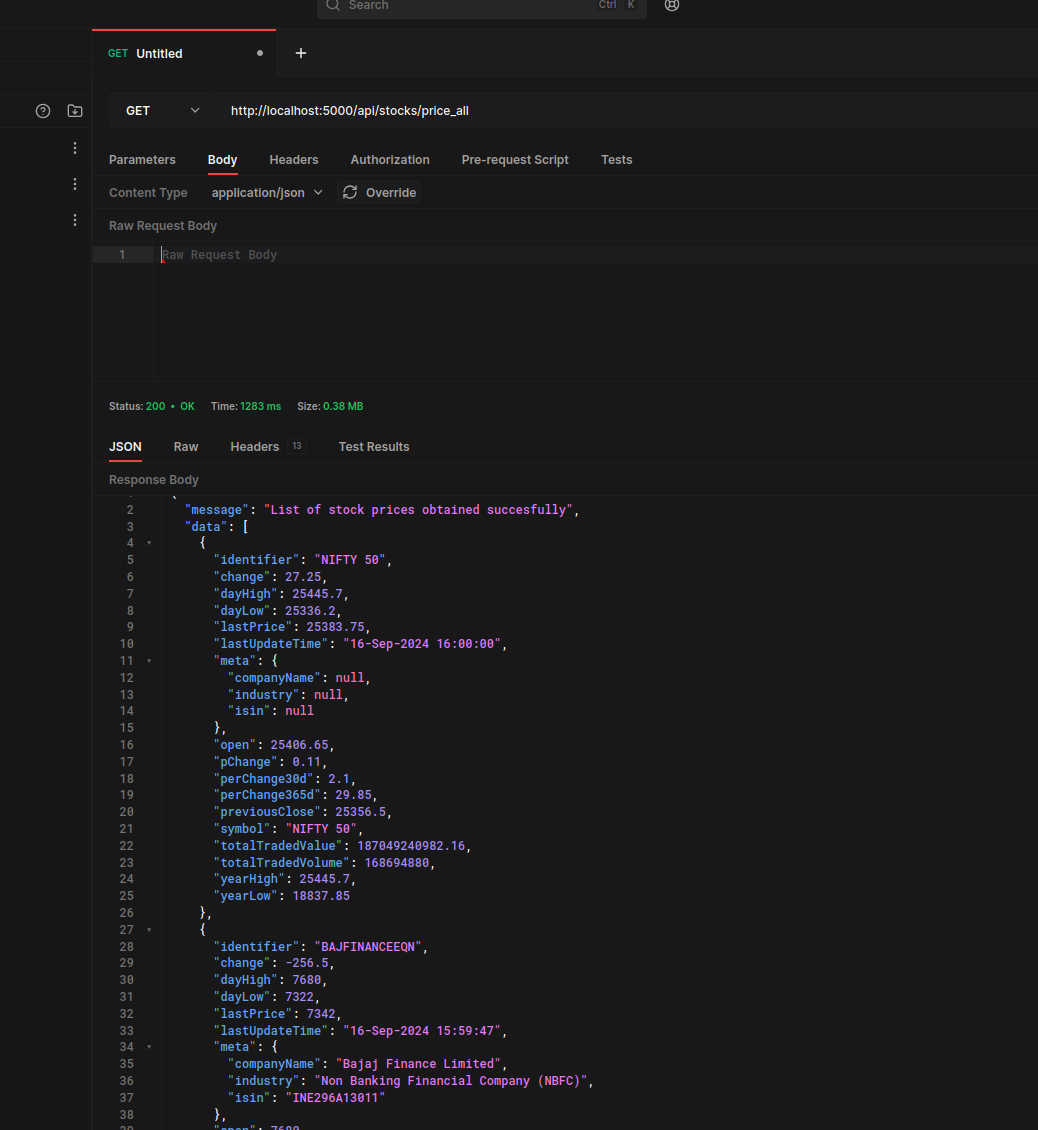 Search Ctrl K
GET Untitled
GET http://localhost:5000/api/stocks/price_all
Parameters Body Headers Authorization Pre-request Script Tests
Content Type application/json Override
Raw Request Body
1 Raw Request Body
Status: 200 • OK Time: 1283 ms Size: 0.38 MB
JSON Raw Headers 13 Test Results
Response Body
2 "message": "List of stock prices obtained succesfully",
3 "data": [
4 {
5 "identifier": "NIFTY 50",
6 "change": 27.25,
7 "dayHigh": 25445.7,
8 "dayLow": 25336.2,
9 "lastPrice": 25383.75,
10 "lastUpdateTime": "16-Sep-2024 16:00:00",
11 "meta": {
12 "companyName": null,
13 "industry": null,
14 "isin": null
15 },
16 "open": 25406.65,
17 "pChange": 0.11,
18 "perChange30d": 2.1,
19 "perChange365d": 29.85,
20 "previousClose": 25356.5,
21 "symbol": "NIFTY 50",
22 "totalTradedValue": 187049240982.16,
23 "totalTradedVolume": 168694880,
24 "yearHigh": 25445.7,
25 "yearLow": 18837.85
26 },
27 {
28 "identifier": "BAJFINANCEEQN",
29 "change": -256.5,
30 "dayHigh": 7680,
31 "dayLow": 7322,
32 "lastPrice": 7342,
33 "lastUpdateTime": "16-Sep-2024 15:59:47",
34 "meta": {
35 "companyName": "Bajaj Finance Limited",
36 "industry": "Non Banking Financial Company (NBFC)",
37 "isin": "INE296A13011"
38 },
39 "open": 7680,